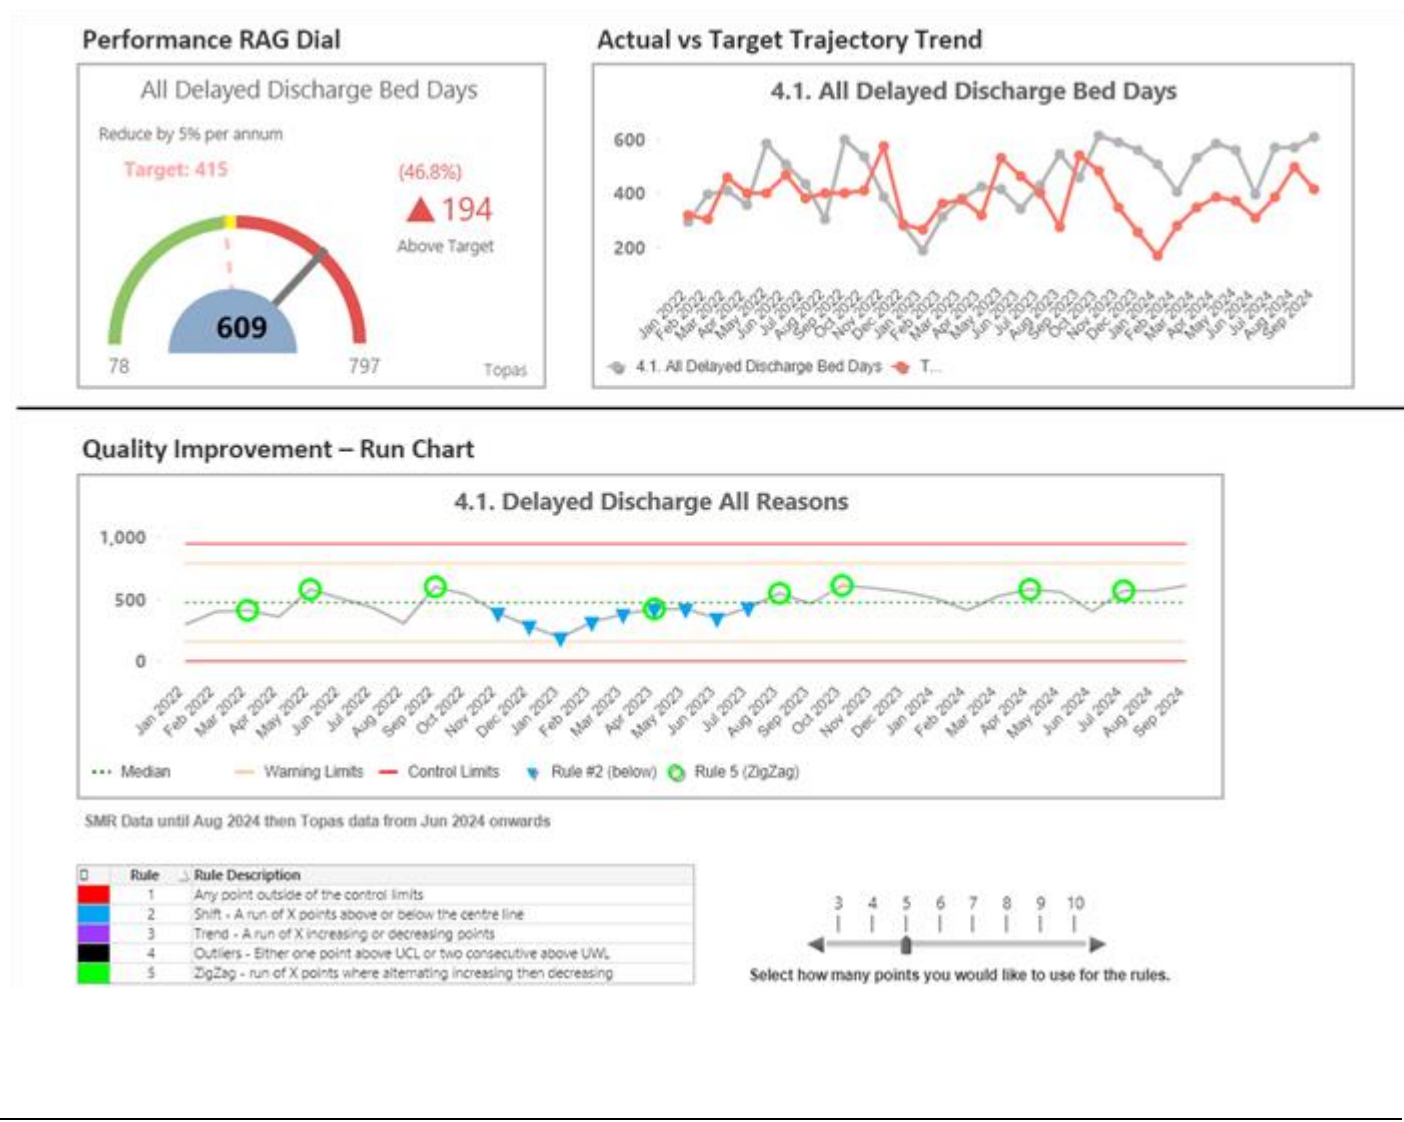 Performance RAG Dial
Actual vs Target Trajectory Trend
All Delayed Discharge Bed Days
Reduce by 5% per annum
Target: 415
(46.8%)
194
Above Target
609
78
797
Topas
4.1. All Delayed Discharge Bed Days
600
400
200
Jan 2022
Feb 2022
Mar 2022
Apr 2022
May 2022
Jun 2022
Jul 2022
Aug 2022
Sep 2022
Oct 2022
Nov 2022
Dec 2022
Jan 2023
Feb 2023
Mar 2023
Apr 2023
May 2023
Jun 2023
Jul 2023
Aug 2023
Sep 2023
Oct 2023
Nov 2023
Dec 2023
Jan 2024
Feb 2024
Mar 2024
Apr 2024
May 2024
Jun 2024
Jul 2024
Aug 2024
Sep 2024
4.1. All Delayed Discharge Bed Days T...
Quality Improvement – Run Chart
4.1. Delayed Discharge All Reasons
1,000
500
0
Jan 2022
Feb 2022
Mar 2022
Apr 2022
May 2022
Jun 2022
Jul 2022
Aug 2022
Sep 2022
Oct 2022
Nov 2022
Dec 2022
Jan 2023
Feb 2023
Mar 2023
Apr 2023
May 2023
Jun 2023
Jul 2023
Aug 2023
Sep 2023
Oct 2023
Nov 2023
Dec 2023
Jan 2024
Feb 2024
Mar 2024
Apr 2024
May 2024
Jun 2024
Jul 2024
Aug 2024
Sep 2024
Median Warning Limits Control Limits Rule #2 (below) Rule 5 (ZigZag)
SMR Data until Aug 2024 then Topas data from Jun 2024 onwards
Rule Rule Description
1 Any point outside of the control limits
2 Shift - A run of X points above or below the centre line
3 Trend - A run of X increasing or decreasing points
4 Outliers - Either one point above UCL or two consecutive above UWL
5 ZigZag - run of X points where alternating increasing then decreasing
3 4 5 6 7 8 9 10
Select how many points you would like to use for the rules.